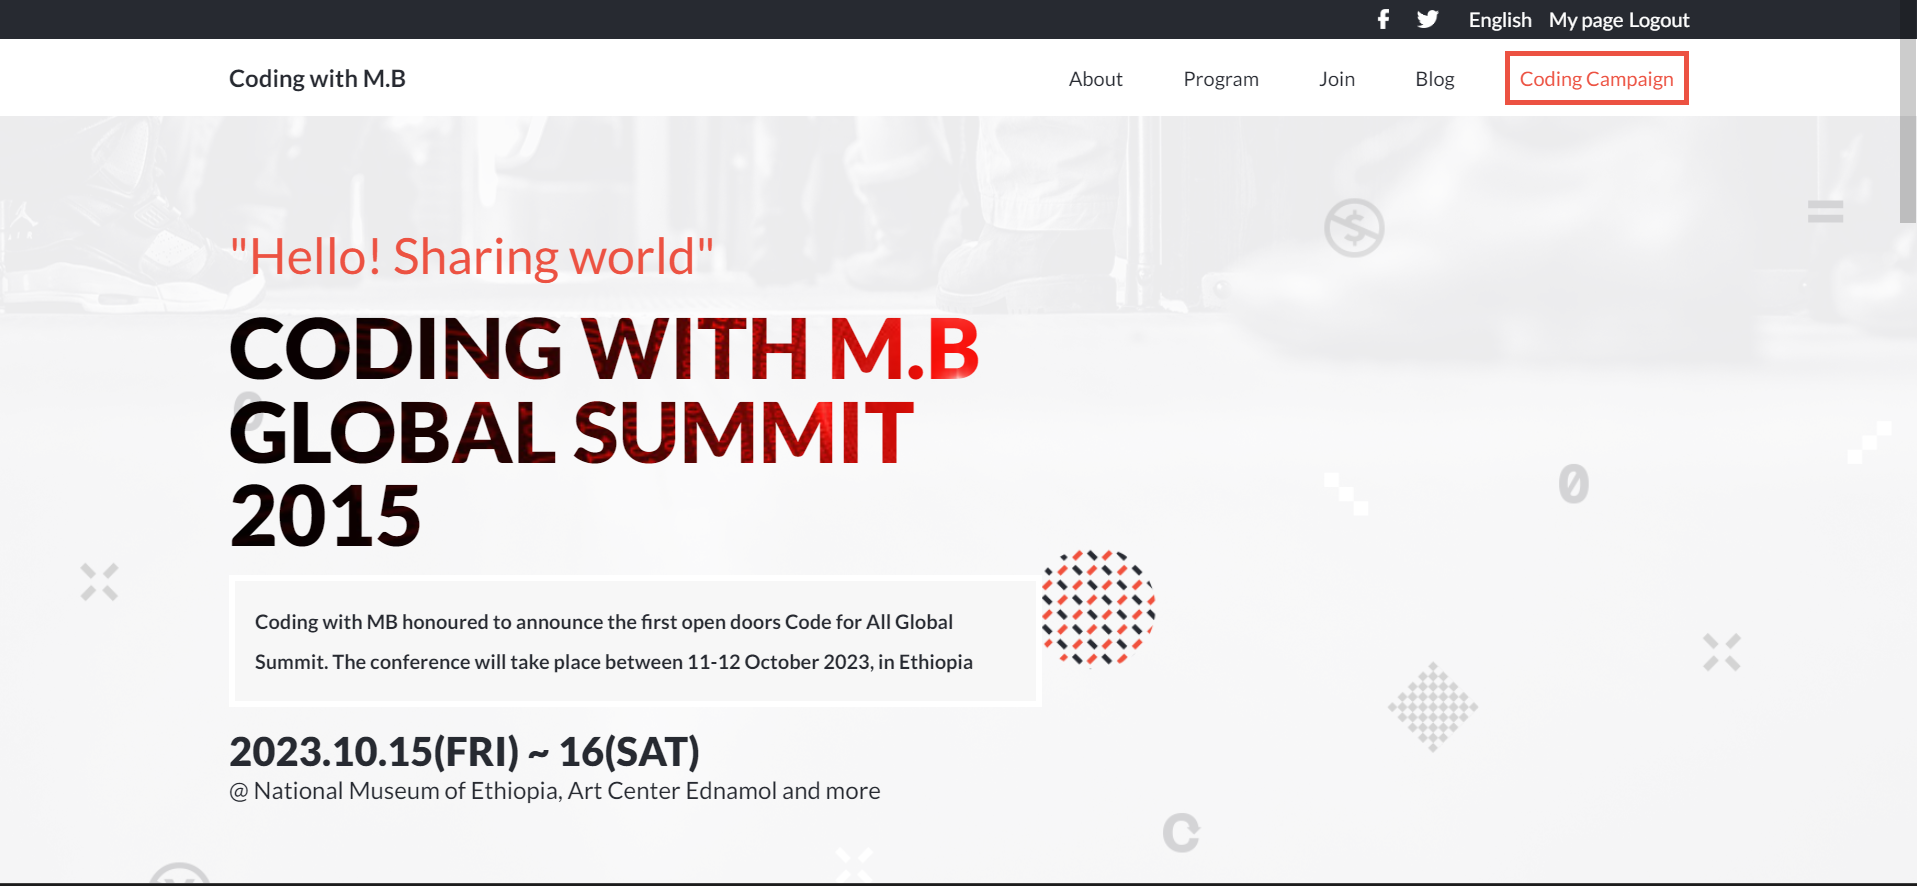 English My page Logout
Coding with M.B
About Program Join Blog Coding Campaign
"Hello! Sharing world"
CODING WITH M.B
GLOBAL SUMMIT
2015
Coding with MB honoured to announce the first open doors Code for All Global
Summit. The conference will take place between 11-12 October 2023, in Ethiopia
2023.10.15(FRI) ~ 16(SAT)
@ National Museum of Ethiopia, Art Center Ednamol and more